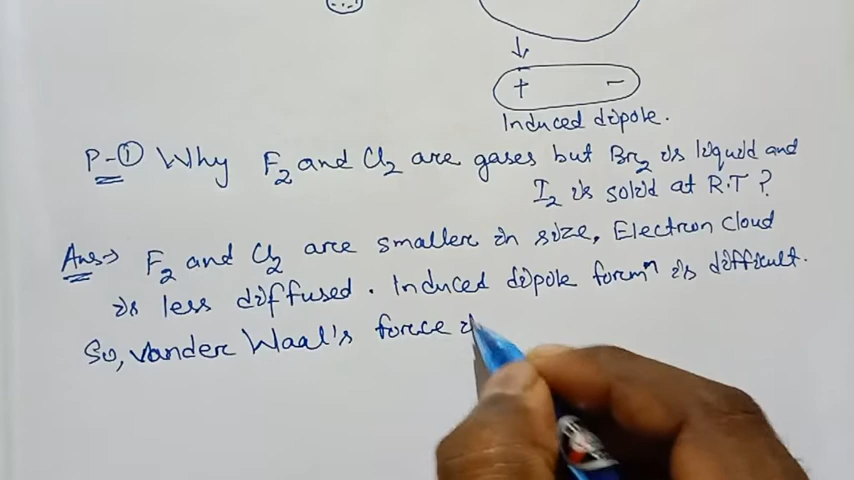 + −
Induced dipole.
P-① Why F₂ and Cl₂ are gases but Br₂ is liquid and
I₂ is solid at R.T ?
Ans→ F₂ and Cl₂ are smaller in size, Electron cloud
is less diffused. Induced dipole formⁿ is difficult.
So, vander Waal's force i